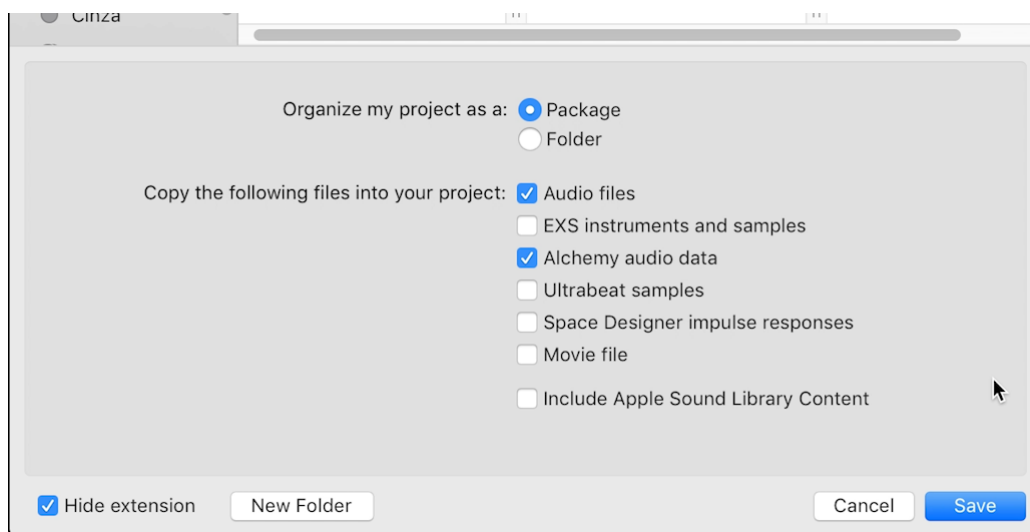 Cinza
Organize my project as a: Package
Folder
Copy the following files into your project: Audio files
EXS instruments and samples
Alchemy audio data
Ultrabeat samples
Space Designer impulse responses
Movie file
Include Apple Sound Library Content
Hide extension New Folder Cancel Save